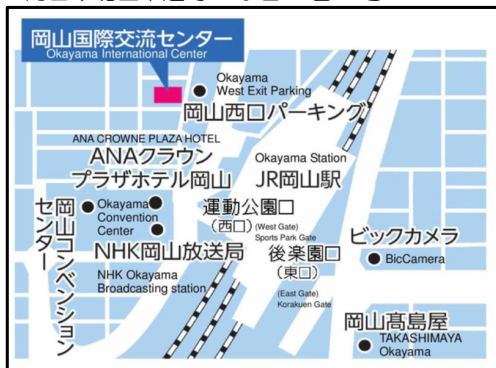 岡山国際交流センター
Okayama International Center
Okayama
West Exit Parking
岡山西口パーキング
ANA CROWNE PLAZA HOTEL
ANAクラウン
プラザホテル岡山
Okayama Station
JR岡山駅
岡山コンベンション
センター
Okayama
Convention
Center
運動公園口
(西口)
(West Gate)
Sports Park Gate
NHK岡山放送局
NHK Okayama
Broadcasting station
後楽園口
(東口)
(East Gate)
Korakuen Gate
ビックカメラ
BicCamera
岡山髙島屋
TAKASHIMAYA
Okayama